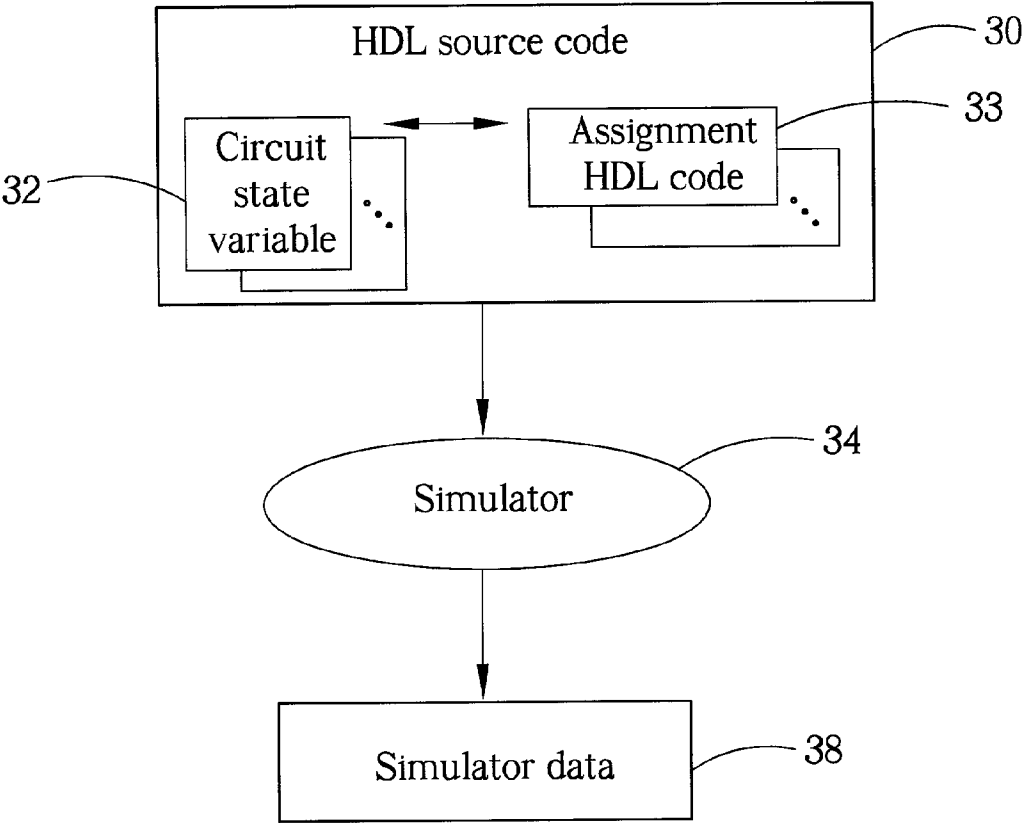 HDL source code
30
Circuit
state
variable
32
Assignment
HDL code
33
Simulator
34
Simulator data
38